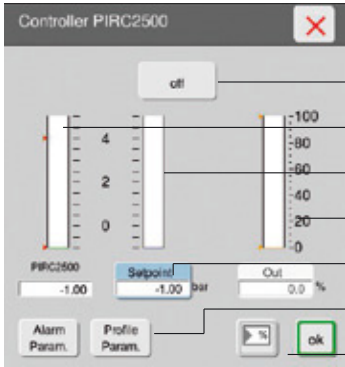 Controller PIRC2500
off
100
80
60
40
20
0
4
2
0
PIRC2500
Setpoint
Out
-1.00
-1.00 bar
0.0 %
Alarm Param.
Profile Param.
%
ok